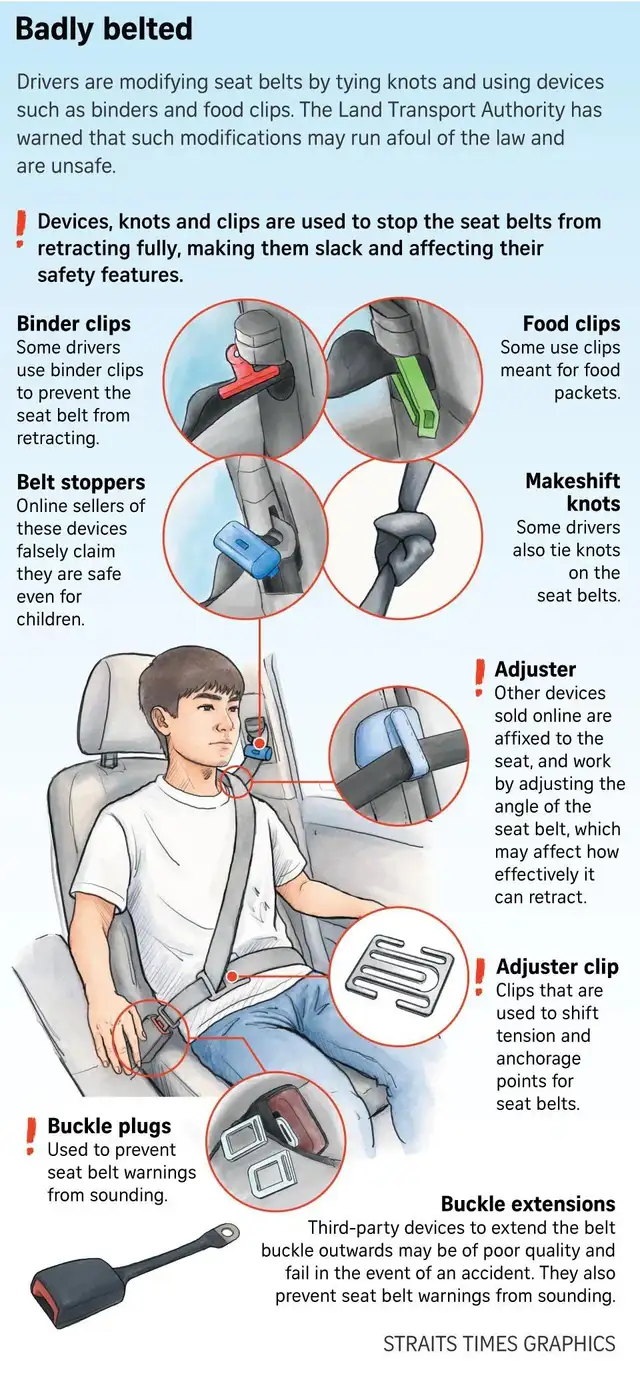 Badly belted
Drivers are modifying seat belts by tying knots and using devices
such as binders and food clips. The Land Transport Authority has
warned that such modifications may run afoul of the law and
are unsafe.
! Devices, knots and clips are used to stop the seat belts from
retracting fully, making them slack and affecting their
safety features.
Binder clips
Some drivers
use binder clips
to prevent the
seat belt from
retracting.
Food clips
Some use clips
meant for food
packets.
Belt stoppers
Online sellers of
these devices
falsely claim
they are safe
even for
children.
Makeshift
knots
Some drivers
also tie knots
on the
seat belts.
! Adjuster
Other devices
sold online are
affixed to the
seat, and work
by adjusting the
angle of the
seat belt, which
may affect how
effectively it
can retract.
! Adjuster clip
Clips that are
used to shift
tension and
anchorage
points for
seat belts.
! Buckle plugs
Used to prevent
seat belt warnings
from sounding.
Buckle extensions
Third-party devices to extend the belt
buckle outwards may be of poor quality and
fail in the event of an accident. They also
prevent seat belt warnings from sounding.
STRAITS TIMES GRAPHICS